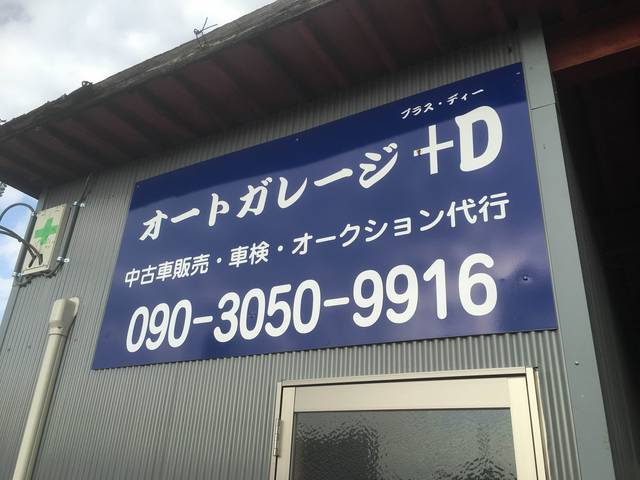 プラス・ディー
オートガレージ +D
中古車販売・車検・オークション代行
090-3050-9916